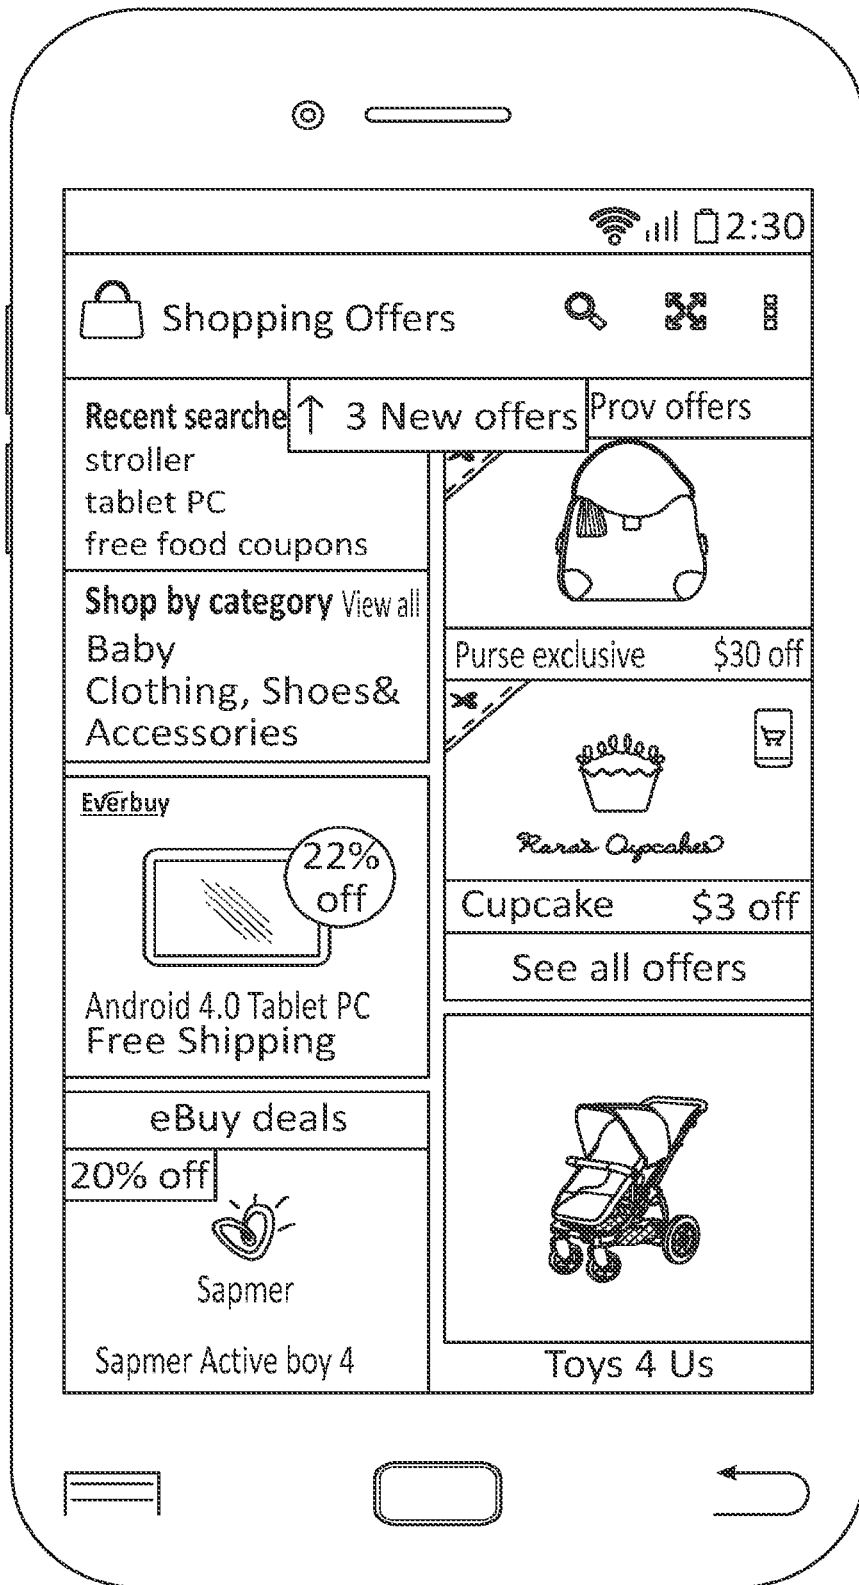 2:30
Shopping Offers
↑ 3 New offers
Recent searche
stroller
tablet PC
free food coupons
Shop by category View all
Baby
Clothing, Shoes&
Accessories
Everbuy
22%
off
Android 4.0 Tablet PC
Free Shipping
eBuy deals
20% off
Sapmer
Sapmer Active boy 4
Prov offers
Purse exclusive $30 off
Rara's Cupcakes
Cupcake $3 off
See all offers
Toys 4 Us